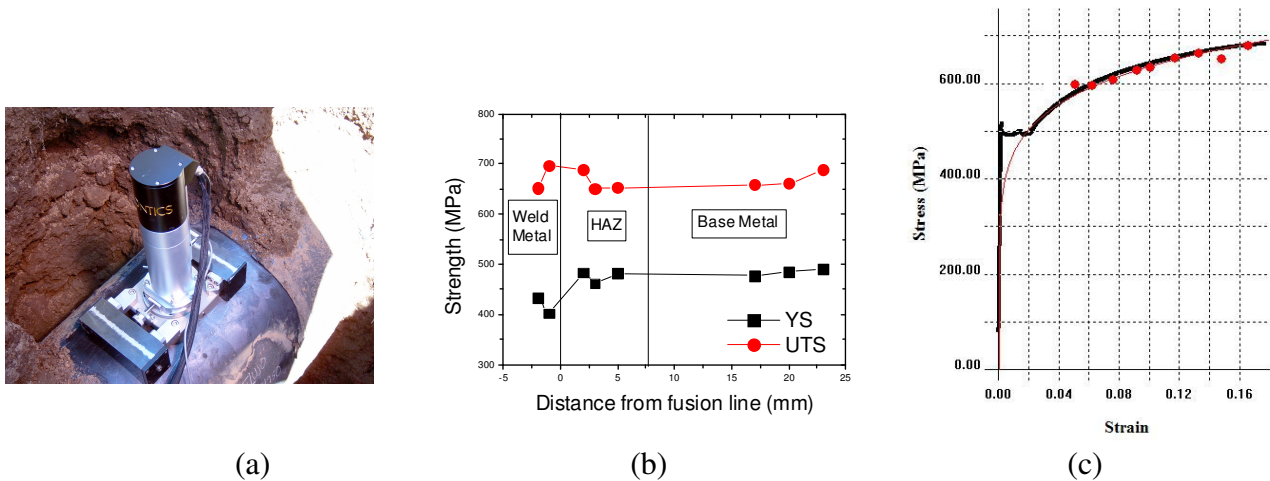 NTICS
800
700
600
500
400
300
Strength (MPa)
Weld
Metal
HAZ
Base Metal
YS
UTS
-5
0
5
10
15
20
25
Distance from fusion line (mm)
600.00
400.00
200.00
0.00
Stress (MPa)
0.00
0.04
0.08
0.12
0.16
Strain
(a)
(b)
(c)